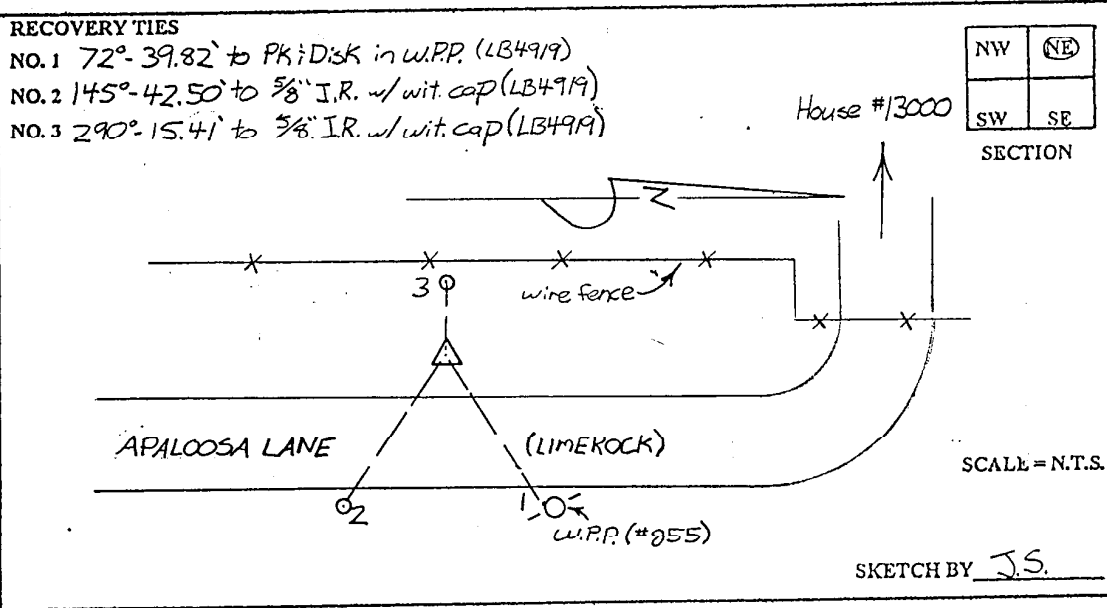 RECOVERY TIES
NO. 1 72°- 39.82' to PK & Disk in W.P.P. (LB4919)
NO. 2 145°- 42.50' to 5/8" I.R. w/ wit. cap (LB4919)
NO. 3 290°- 15.41' to 5/8" I.R. w/ wit. cap (LB4919)
NW NE
SW SE
SECTION
House #13000
N
3
wire fence
APALOOSA LANE (LIMEROCK)
SCALE = N.T.S.
2
1
W.P.P. (#255)
SKETCH BY J.S.